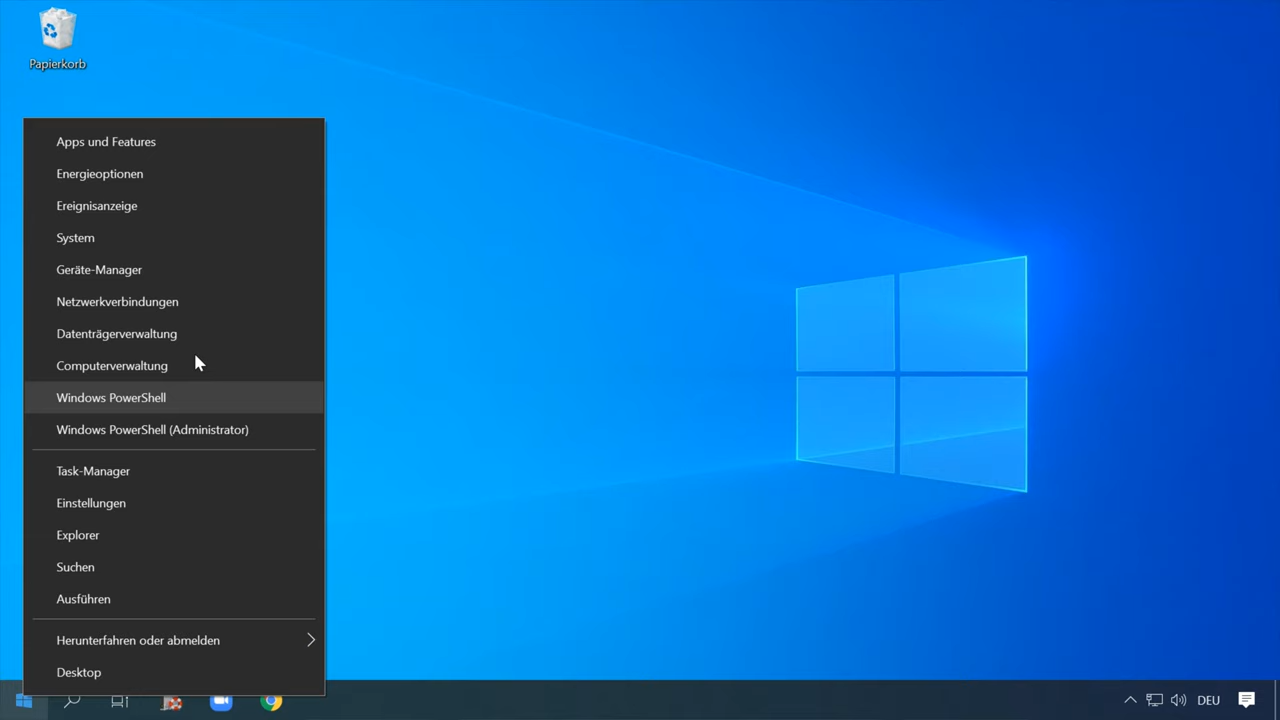 Papierkorb
Apps und Features
Energieoptionen
Ereignisanzeige
System
Geräte-Manager
Netzwerkverbindungen
Datenträgerverwaltung
Computerverwaltung
Windows PowerShell
Windows PowerShell (Administrator)
Task-Manager
Einstellungen
Explorer
Suchen
Ausführen
Herunterfahren oder abmelden
Desktop
DEU